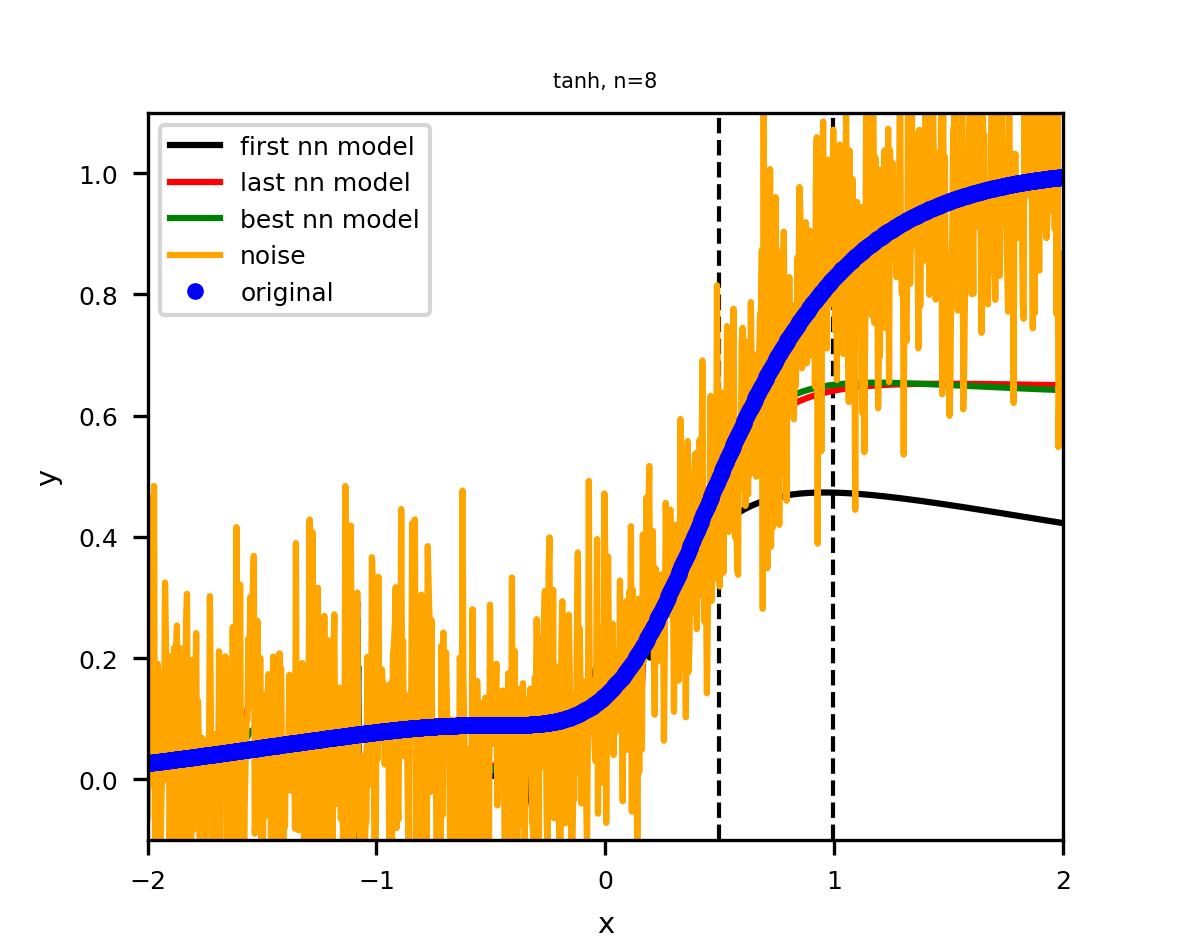 tanh, n=8
first nn model
last nn model
best nn model
noise
original
1.0
0.8
0.6
0.4
0.2
0.0
y
−2
−1
0
1
2
x